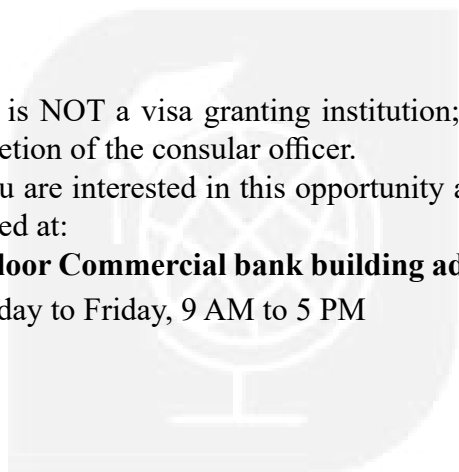 is NOT a visa granting institution;
etion of the consular officer.
u are interested in this opportunity a
ed at:
loor Commercial bank building ad
day to Friday, 9 AM to 5 PM